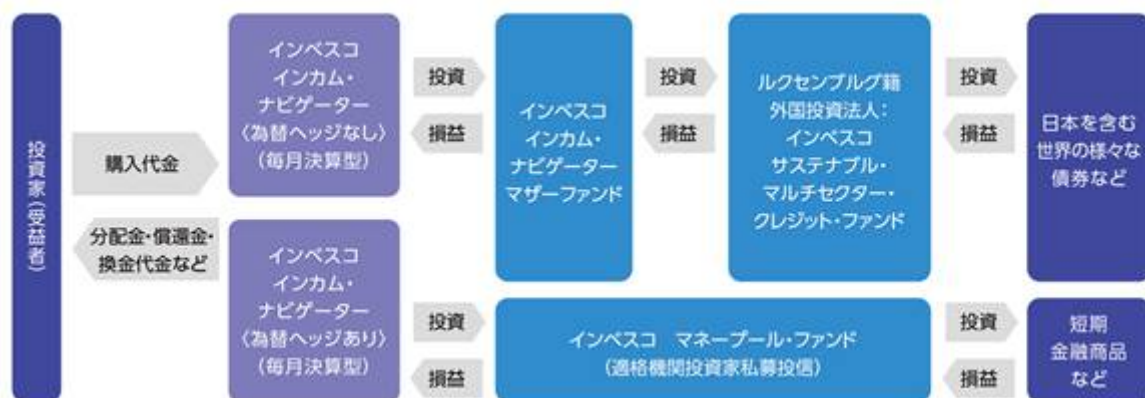 投資家(受益者)
購入代金
分配金・償還金・
換金代金など
インベスコ
インカム・
ナビゲーター
〈為替ヘッジなし〉
(毎月決算型)
インベスコ
インカム・
ナビゲーター
〈為替ヘッジあり〉
(毎月決算型)
投資
損益
インベスコ
インカム・
ナビゲーター
マザーファンド
投資
損益
ルクセンブルグ籍
外国投資法人:
インベスコ
サステナブル・
マルチセクター・
クレジット・ファンド
投資
損益
日本を含む
世界の様々な
債券など
投資
損益
インベスコ マネープール・ファンド
(適格機関投資家私募投信)
投資
損益
短期
金融商品
など